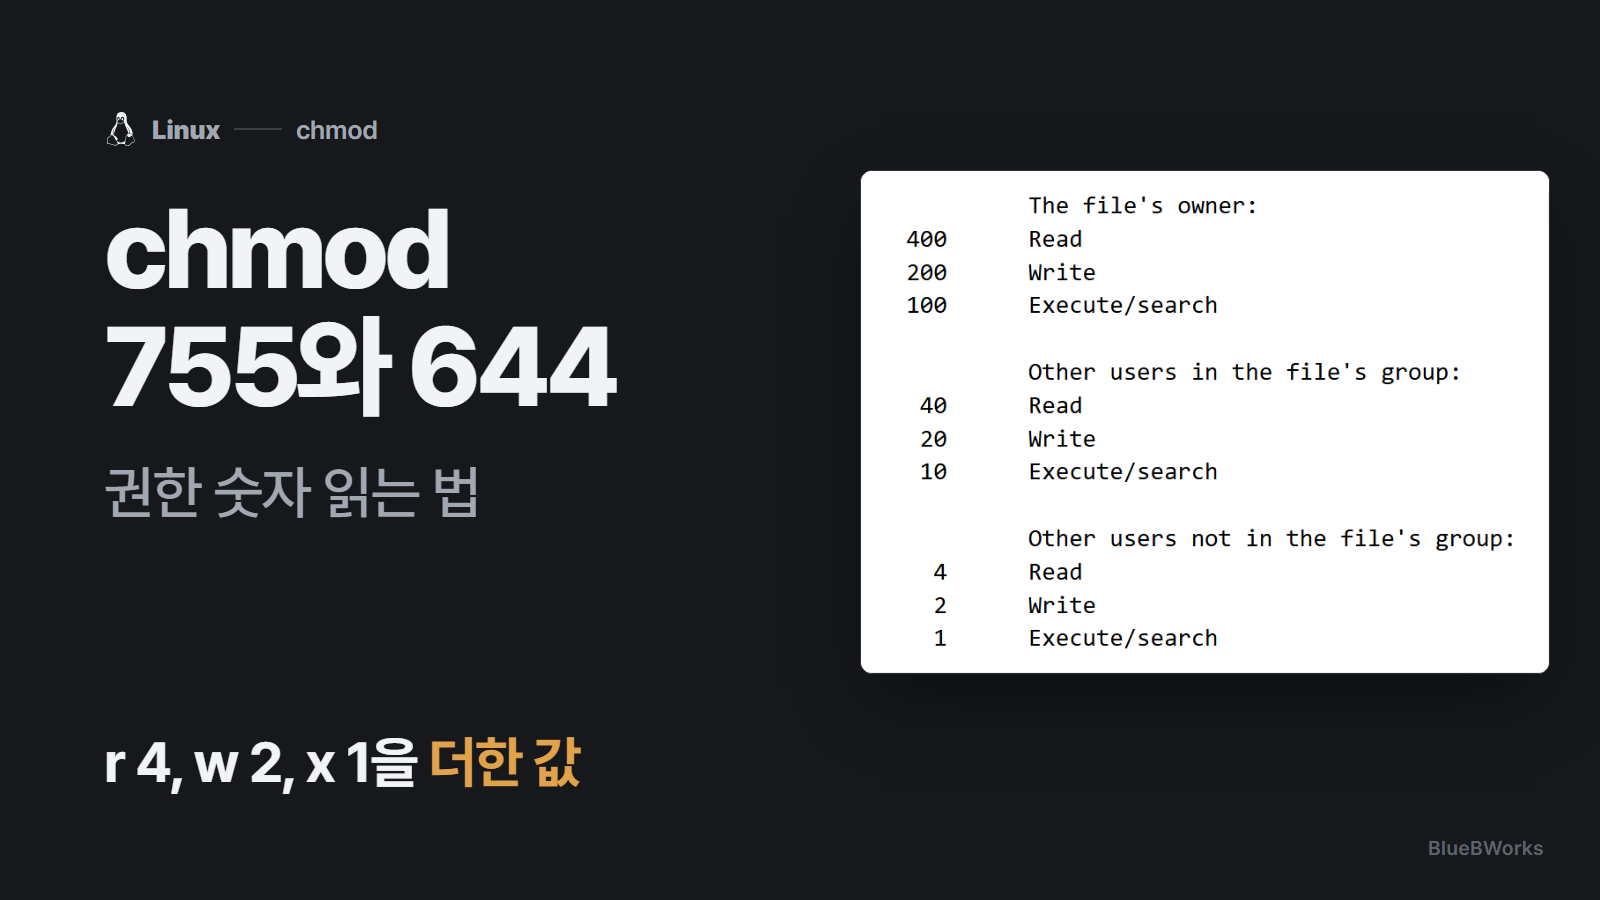 Linux — chmod
chmod
755와 644
권한 숫자 읽는 법
r 4, w 2, x 1을 더한 값
The file's owner:
400 Read
200 Write
100 Execute/search
Other users in the file's group:
40 Read
20 Write
10 Execute/search
Other users not in the file's group:
4 Read
2 Write
1 Execute/search
BlueBWorks